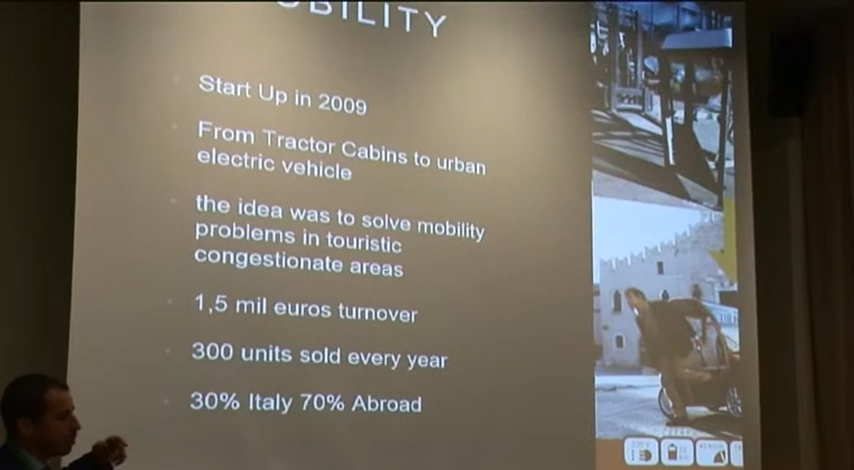 BILITY
Start Up in 2009
From Tractor Cabins to urban
electric vehicle
the idea was to solve mobility
problems in touristic
congestionate areas
1,5 mil euros turnover
300 units sold every year
30% Italy 70% Abroad